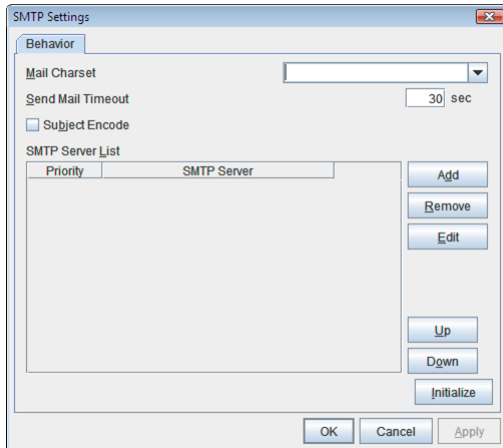 SMTP Settings
Behavior
Mail Charset
Send Mail Timeout 30 sec
Subject Encode
SMTP Server List
Priority SMTP Server
Add
Remove
Edit
Up
Down
Initialize
OK Cancel Apply